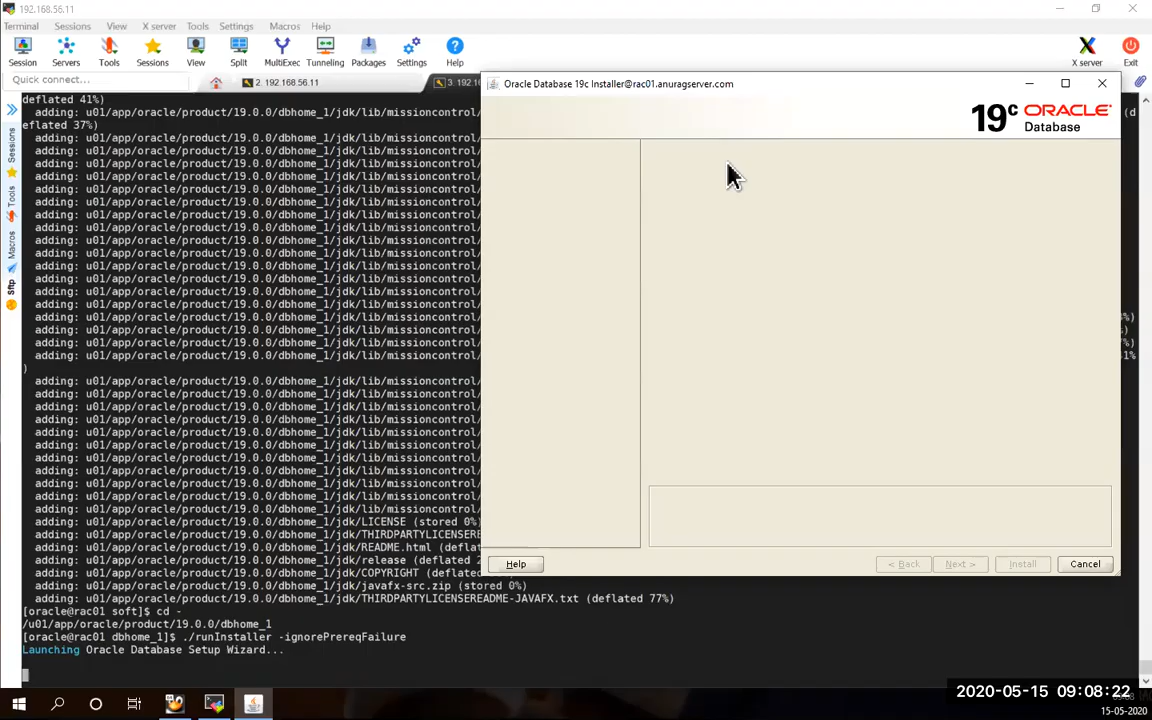 192.168.56.11
Terminal Sessions View X server Tools Settings Macros Help
Session Servers Tools Sessions View Split MultiExec Tunneling Packages Settings Help X server Exit
Quick connect...
2. 192.168.56.11
3. 192.
Sessions
Tools
Macros
Sftp
deflated 41%)
adding: u01/app/oracle/product/19.0.0/dbhome_1/jdk/lib/missioncontrol/ (d
eflated 37%)
adding: u01/app/oracle/product/19.0.0/dbhome_1/jdk/lib/missioncontrol/
adding: u01/app/oracle/product/19.0.0/dbhome_1/jdk/lib/missioncontrol/
adding: u01/app/oracle/product/19.0.0/dbhome_1/jdk/lib/missioncontrol/
adding: u01/app/oracle/product/19.0.0/dbhome_1/jdk/lib/missioncontrol/
adding: u01/app/oracle/product/19.0.0/dbhome_1/jdk/lib/missioncontrol/
adding: u01/app/oracle/product/19.0.0/dbhome_1/jdk/lib/missioncontrol/
adding: u01/app/oracle/product/19.0.0/dbhome_1/jdk/lib/missioncontrol/
adding: u01/app/oracle/product/19.0.0/dbhome_1/jdk/lib/missioncontrol/
adding: u01/app/oracle/product/19.0.0/dbhome_1/jdk/lib/missioncontrol/
adding: u01/app/oracle/product/19.0.0/dbhome_1/jdk/lib/missioncontrol/
adding: u01/app/oracle/product/19.0.0/dbhome_1/jdk/lib/missioncontrol/
adding: u01/app/oracle/product/19.0.0/dbhome_1/jdk/lib/missioncontrol/
adding: u01/app/oracle/product/19.0.0/dbhome_1/jdk/lib/missioncontrol/
adding: u01/app/oracle/product/19.0.0/dbhome_1/jdk/lib/missioncontrol/
adding: u01/app/oracle/product/19.0.0/dbhome_1/jdk/lib/missioncontrol/ %)
adding: u01/app/oracle/product/19.0.0/dbhome_1/jdk/lib/missioncontrol/ )
adding: u01/app/oracle/product/19.0.0/dbhome_1/jdk/lib/missioncontrol/ %)
adding: u01/app/oracle/product/19.0.0/dbhome_1/jdk/lib/missioncontrol/ 1%
)
adding: u01/app/oracle/product/19.0.0/dbhome_1/jdk/lib/missioncontrol/
adding: u01/app/oracle/product/19.0.0/dbhome_1/jdk/lib/missioncontrol/
adding: u01/app/oracle/product/19.0.0/dbhome_1/jdk/lib/missioncontrol/
adding: u01/app/oracle/product/19.0.0/dbhome_1/jdk/lib/missioncontrol/
adding: u01/app/oracle/product/19.0.0/dbhome_1/jdk/lib/missioncontrol/
adding: u01/app/oracle/product/19.0.0/dbhome_1/jdk/lib/missioncontrol/
adding: u01/app/oracle/product/19.0.0/dbhome_1/jdk/lib/missioncontrol/
adding: u01/app/oracle/product/19.0.0/dbhome_1/jdk/lib/missioncontrol/
adding: u01/app/oracle/product/19.0.0/dbhome_1/jdk/lib/missioncontrol/
adding: u01/app/oracle/product/19.0.0/dbhome_1/jdk/lib/missioncontrol/
adding: u01/app/oracle/product/19.0.0/dbhome_1/jdk/lib/missioncontrol/
adding: u01/app/oracle/product/19.0.0/dbhome_1/jdk/LICENSE (stored 0%)
adding: u01/app/oracle/product/19.0.0/dbhome_1/jdk/THIRDPARTYLICENSERE
adding: u01/app/oracle/product/19.0.0/dbhome_1/jdk/README.html (deflat
adding: u01/app/oracle/product/19.0.0/dbhome_1/jdk/release (deflated
adding: u01/app/oracle/product/19.0.0/dbhome_1/jdk/COPYRIGHT (deflated
adding: u01/app/oracle/product/19.0.0/dbhome_1/jdk/javafx-src.zip (stored 0%)
adding: u01/app/oracle/product/19.0.0/dbhome_1/jdk/THIRDPARTYLICENSEREADME-JAVAFX.txt (deflated 77%)
[oracle@rac01 soft]$ cd -
/u01/app/oracle/product/19.0.0/dbhome_1
[oracle@rac01 dbhome_1]$ ./runInstaller -ignorePrereqFailure
Launching Oracle Database Setup Wizard...
Oracle Database 19c Installer@rac01.anuragserver.com
19c ORACLE
Database
Help
< Back Next > Install Cancel
2020-05-15 09:08:22
15-05-2020